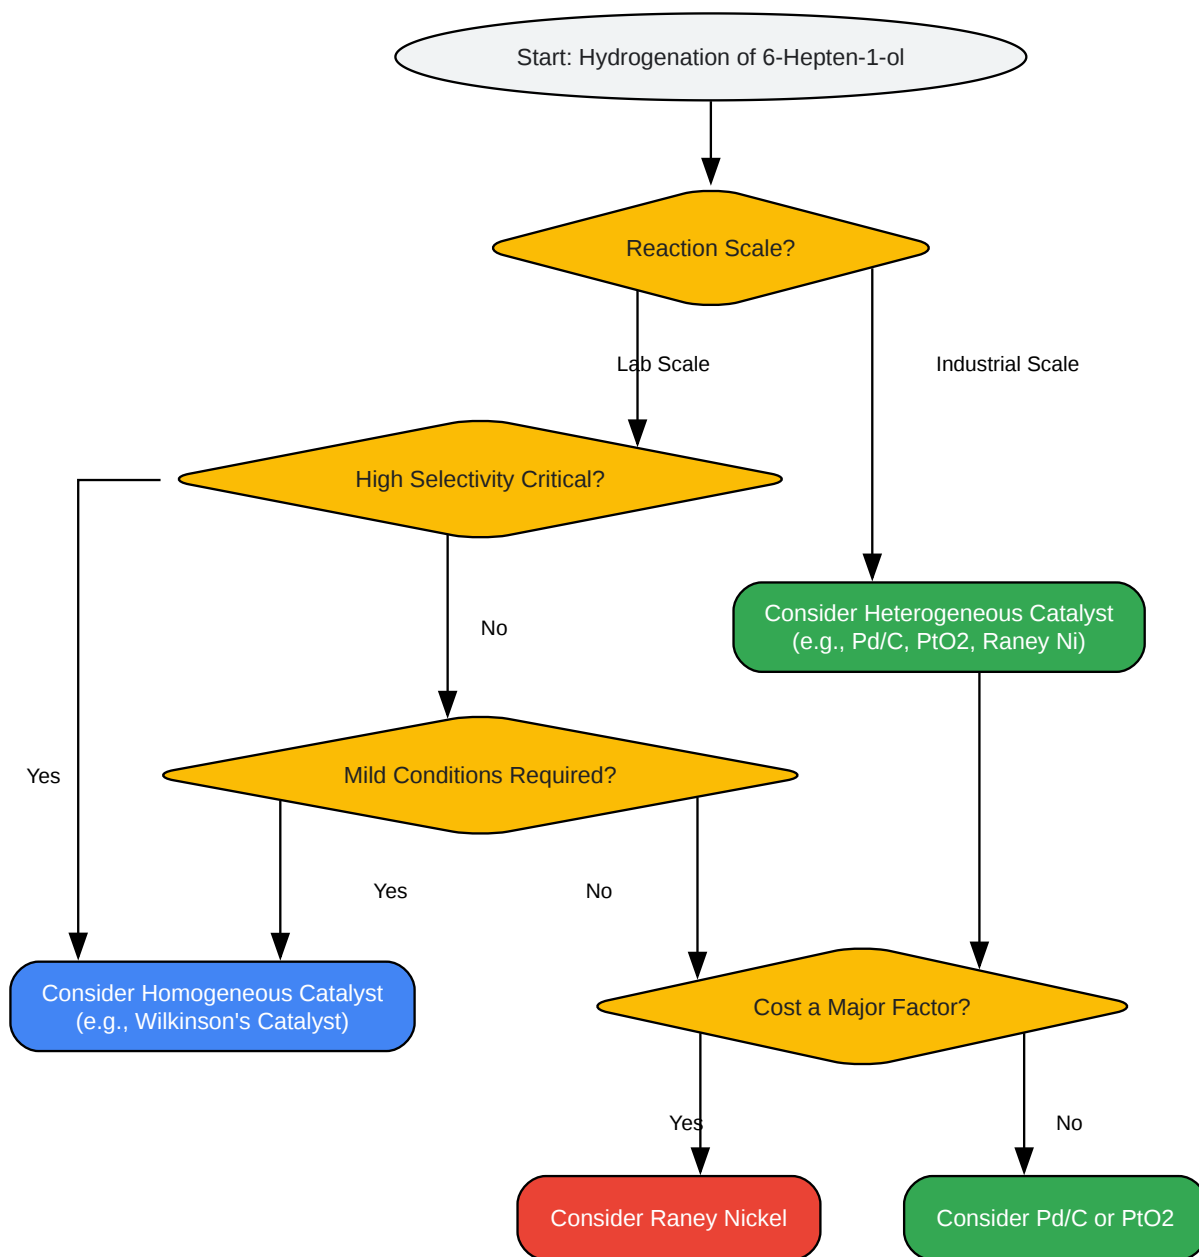 Start: Hydrogenation of 6-Hepten-1-ol
Reaction Scale?
Lab Scale
Industrial Scale
High Selectivity Critical?
No
Consider Heterogeneous Catalyst
(e.g., Pd/C, PtO2, Raney Ni)
Yes
Mild Conditions Required?
Yes
No
Consider Homogeneous Catalyst
(e.g., Wilkinson's Catalyst)
Cost a Major Factor?
Yes
No
Consider Raney Nickel
Consider Pd/C or PtO2